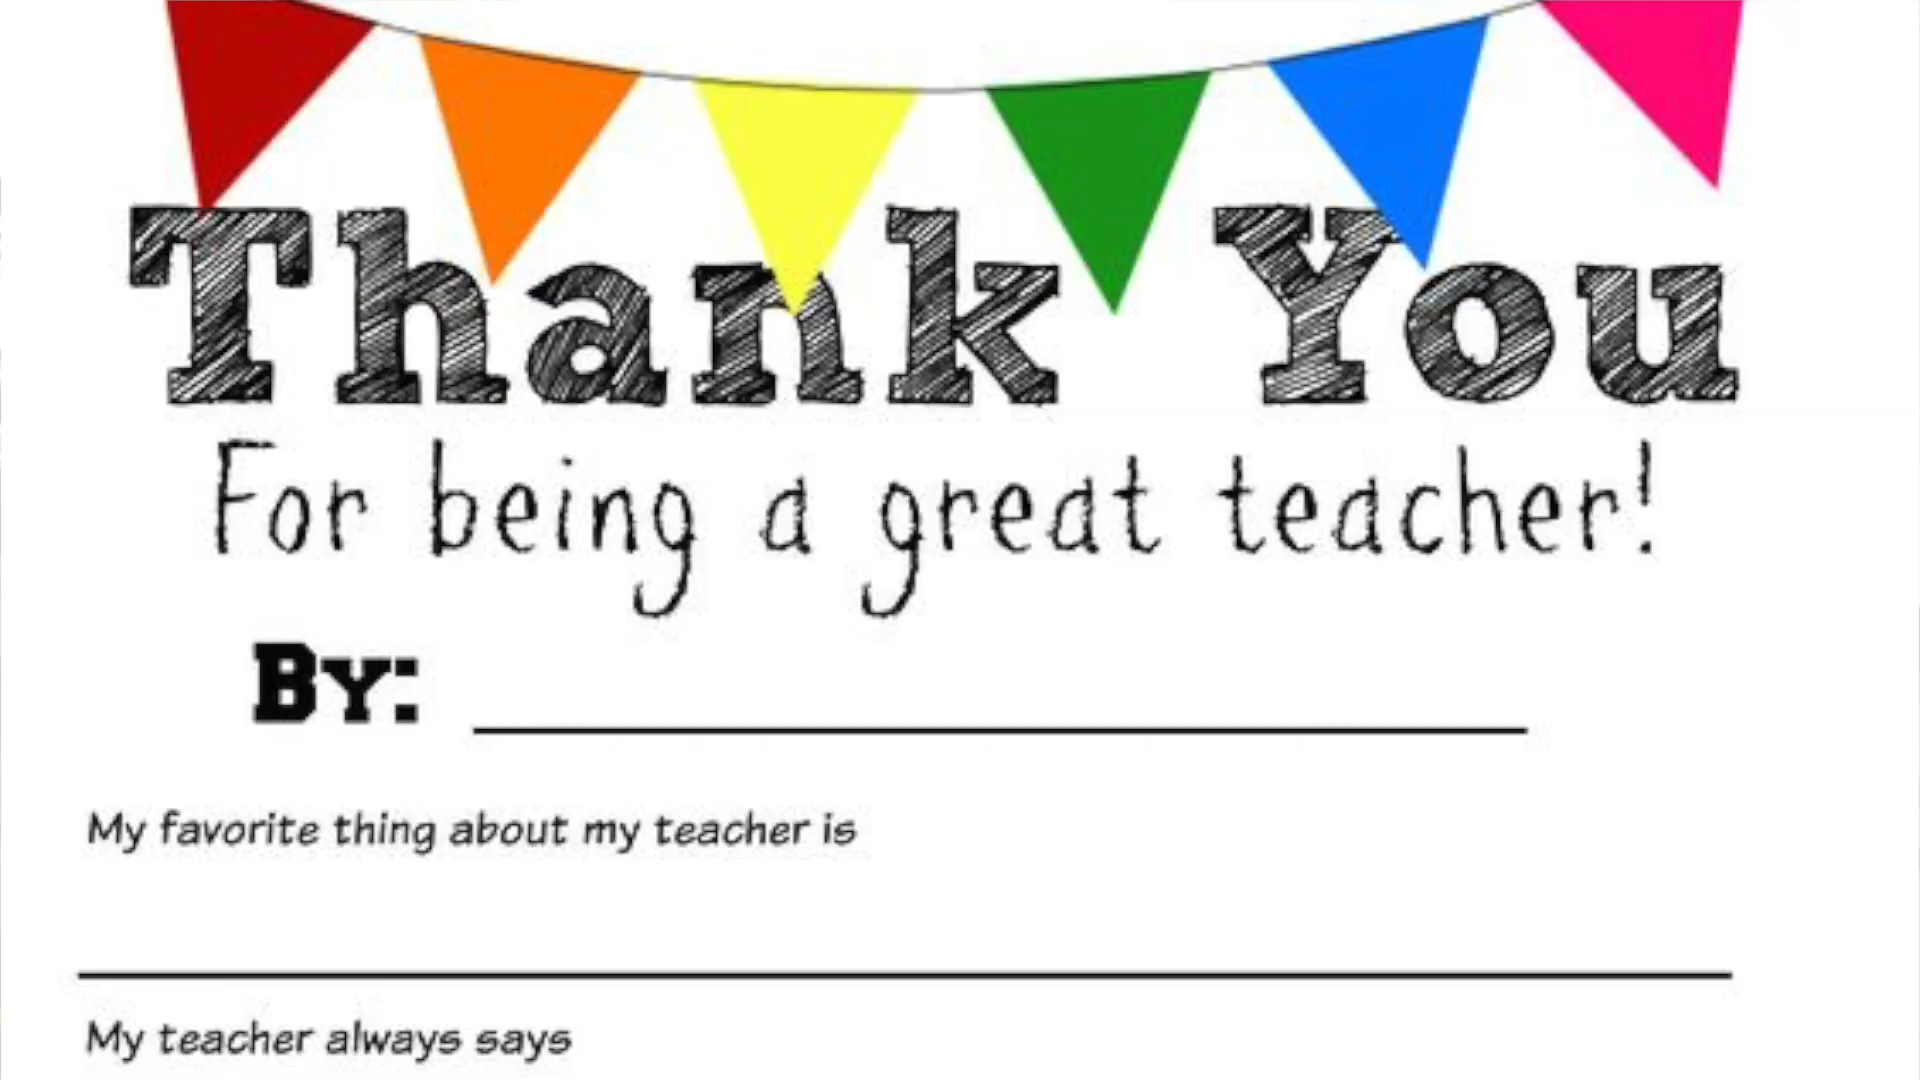 Thank You
For being a great teacher!
By:
My favorite thing about my teacher is
My teacher always says